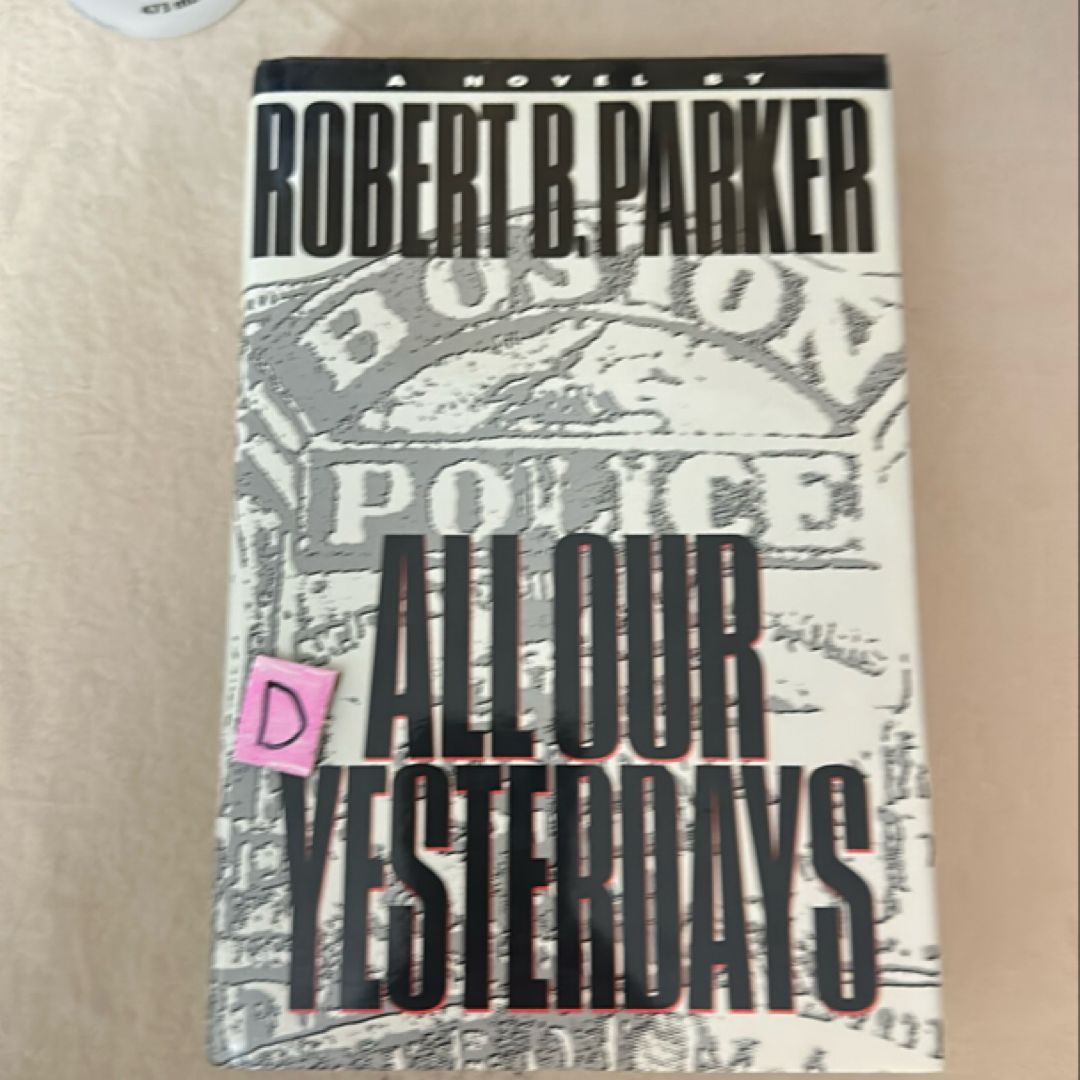 A NOVEL BY
ROBERT B. PARKER
BOSTON
POLICE
ALL OUR
D
YESTERDAYS